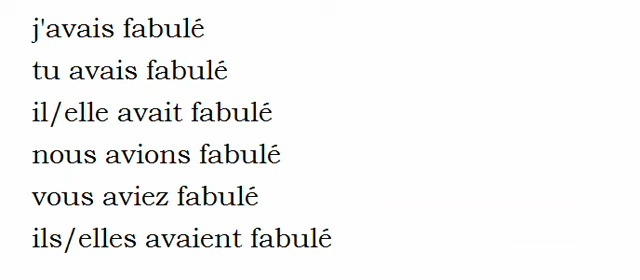 j'avais fabulé
tu avais fabulé
il/elle avait fabulé
nous avions fabulé
vous aviez fabulé
ils/elles avaient fabulé